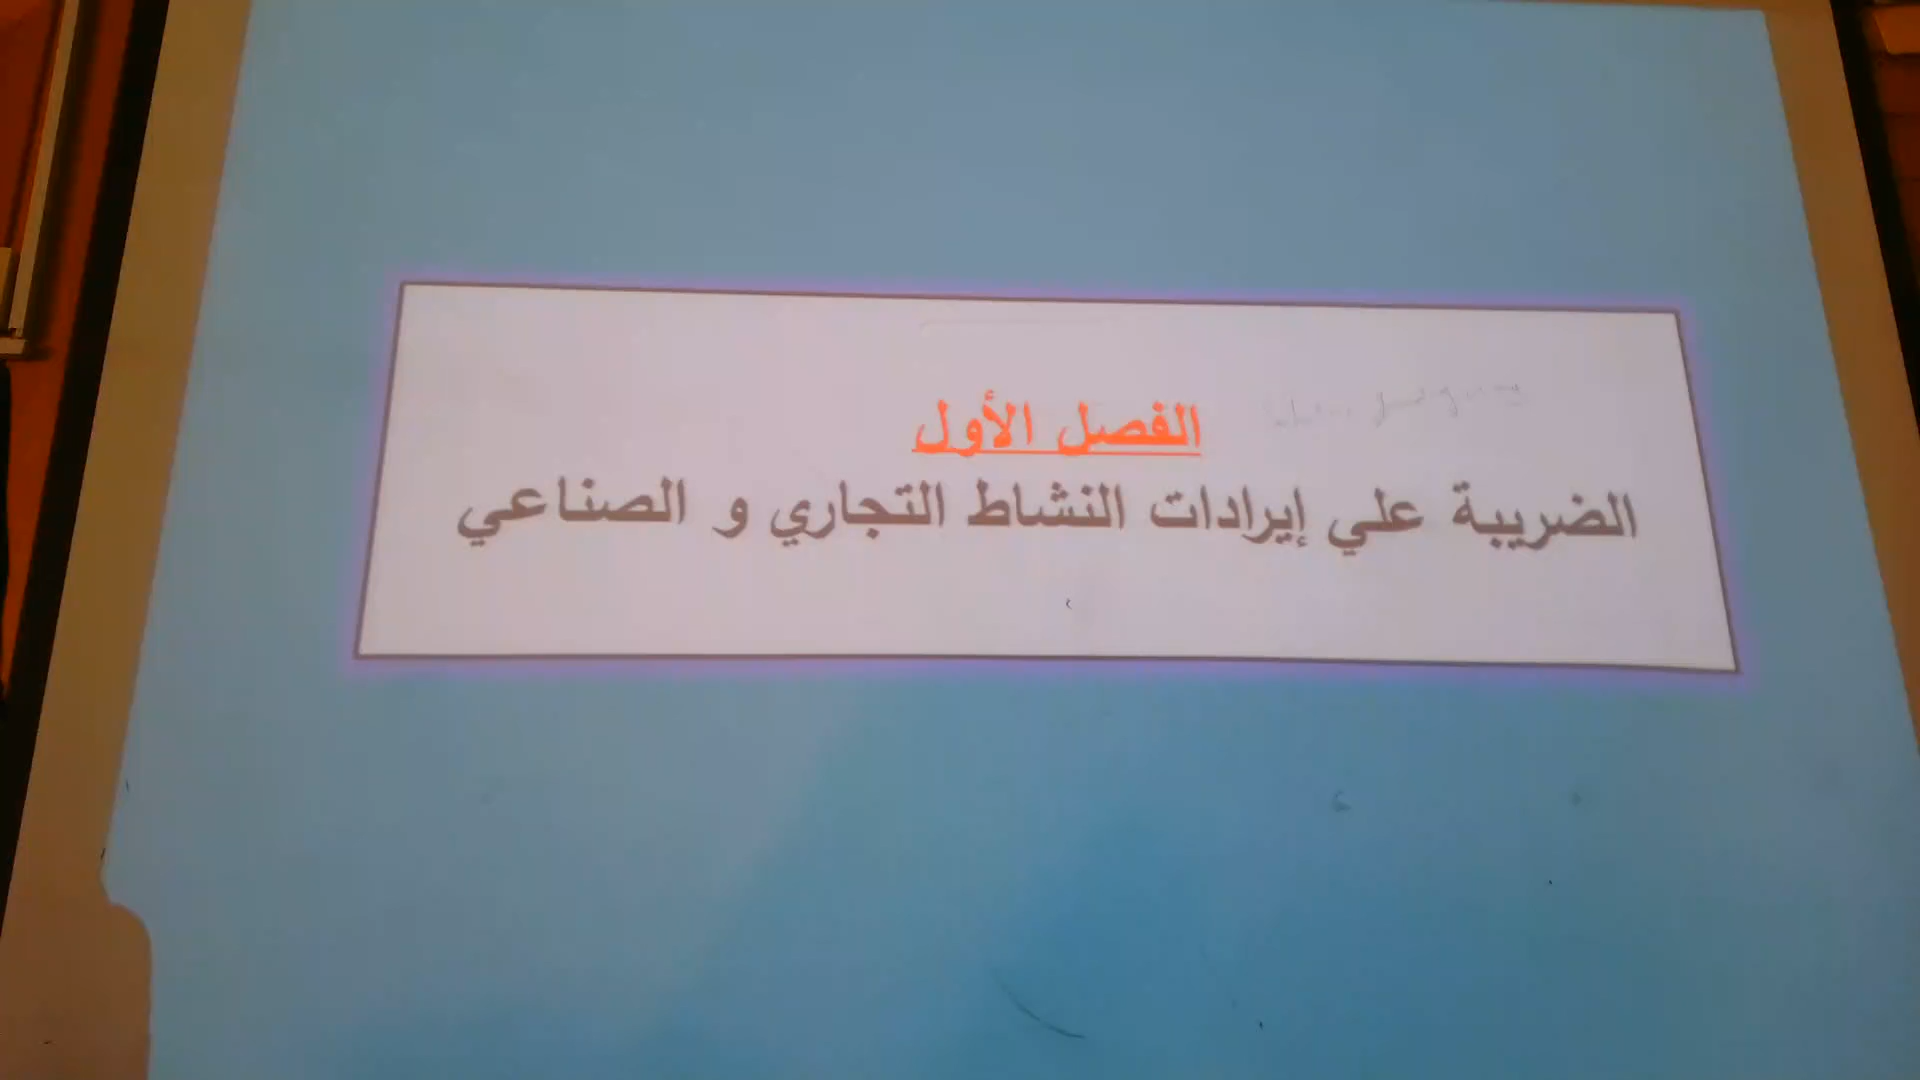 الفصل الأول
الضريبة علي إيرادات النشاط التجاري و الصناعي